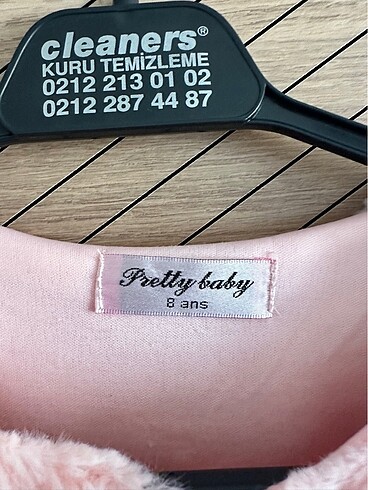 cleaners®
KURU TEMİZLEME
0212 213 01 02
0212 287 44 87
Pretty baby
8 ans